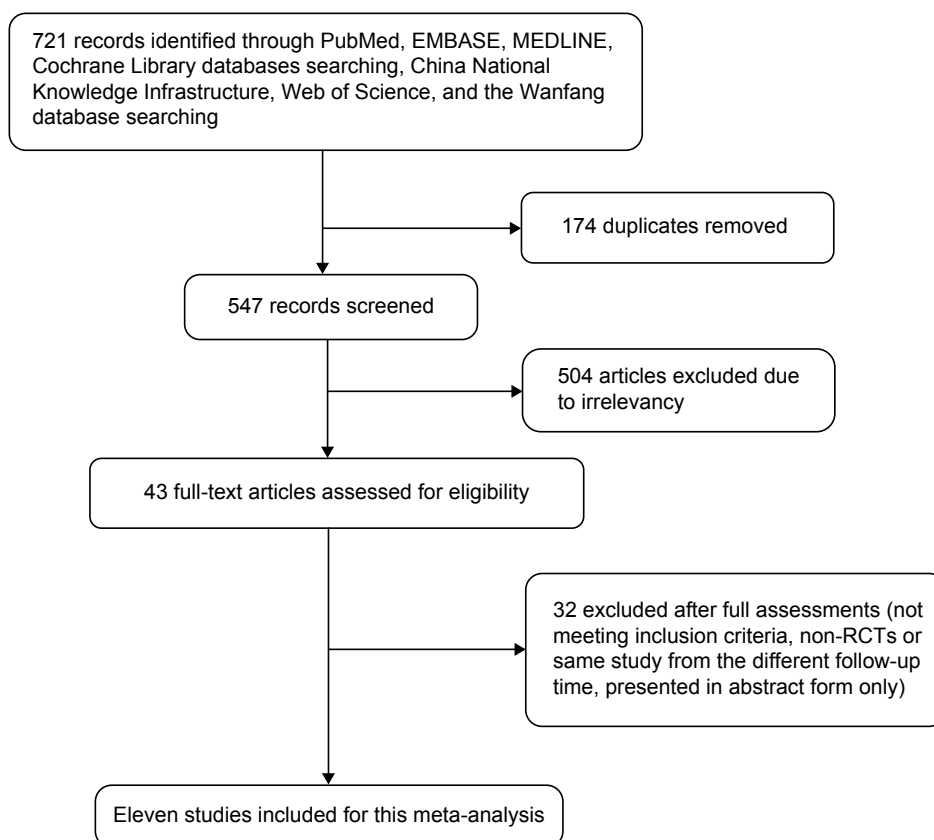 721 records identified through PubMed, EMBASE, MEDLINE,
Cochrane Library databases searching, China National
Knowledge Infrastructure, Web of Science, and the Wanfang
database searching
174 duplicates removed
547 records screened
504 articles excluded due
to irrelevancy
43 full-text articles assessed for eligibility
32 excluded after full assessments (not
meeting inclusion criteria, non-RCTs or
same study from the different follow-up
time, presented in abstract form only)
Eleven studies included for this meta-analysis